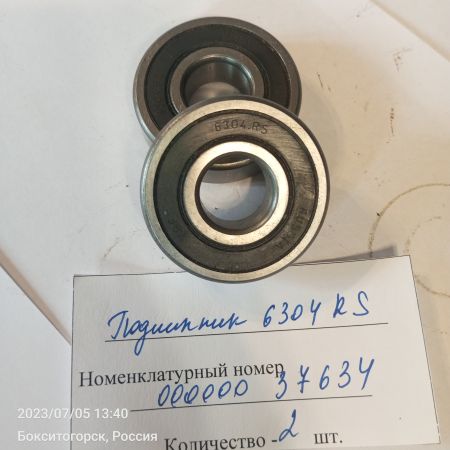 6304.RS
Подшипник 6304 RS
Номенклатурный номер
000000 37634
2023/07/05 13:40
Бокситогорск, Россия
Количество - 2 шт.